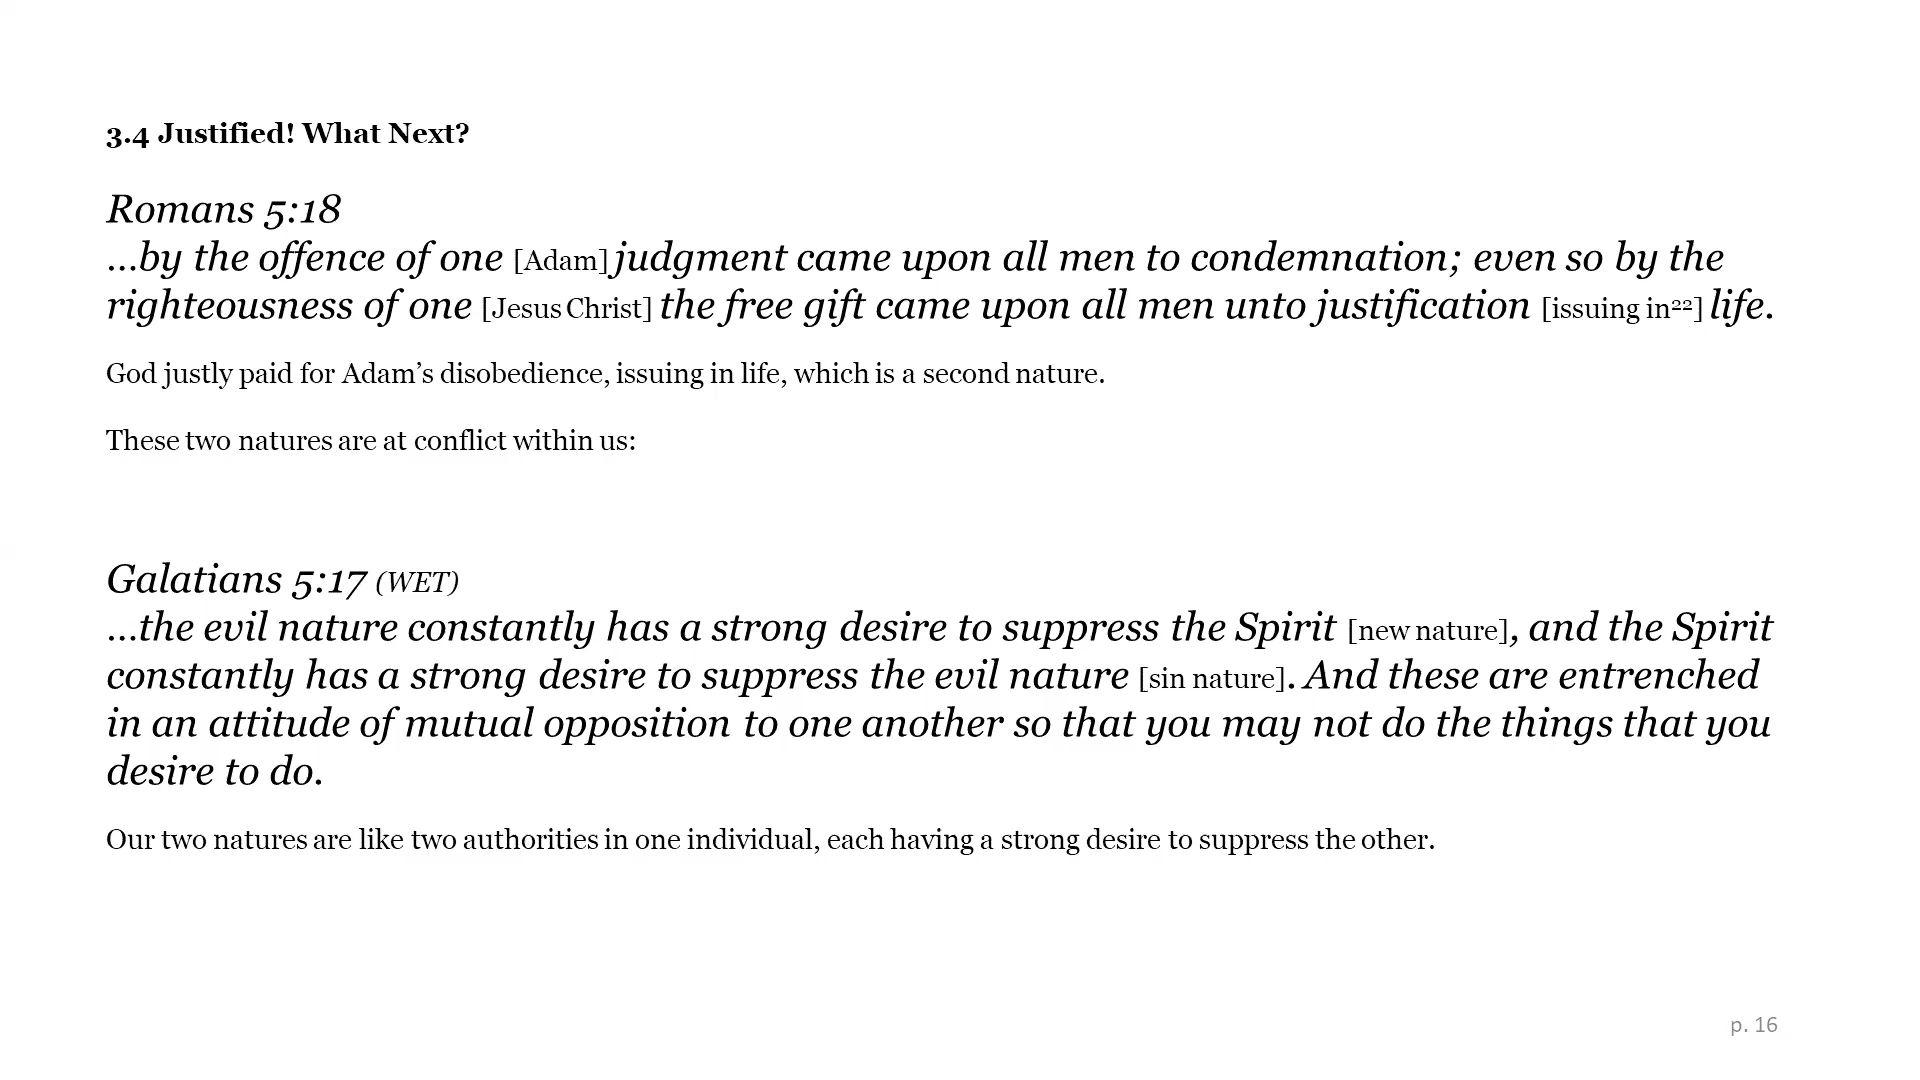 3.4 Justified! What Next?
Romans 5:18
…by the offence of one [Adam] judgment came upon all men to condemnation; even so by the
righteousness of one [Jesus Christ] the free gift came upon all men unto justification [issuing in²²] life.
God justly paid for Adam’s disobedience, issuing in life, which is a second nature.
These two natures are at conflict within us:
Galatians 5:17 (WET)
…the evil nature constantly has a strong desire to suppress the Spirit [new nature], and the Spirit
constantly has a strong desire to suppress the evil nature [sin nature]. And these are entrenched
in an attitude of mutual opposition to one another so that you may not do the things that you
desire to do.
Our two natures are like two authorities in one individual, each having a strong desire to suppress the other.
p. 16